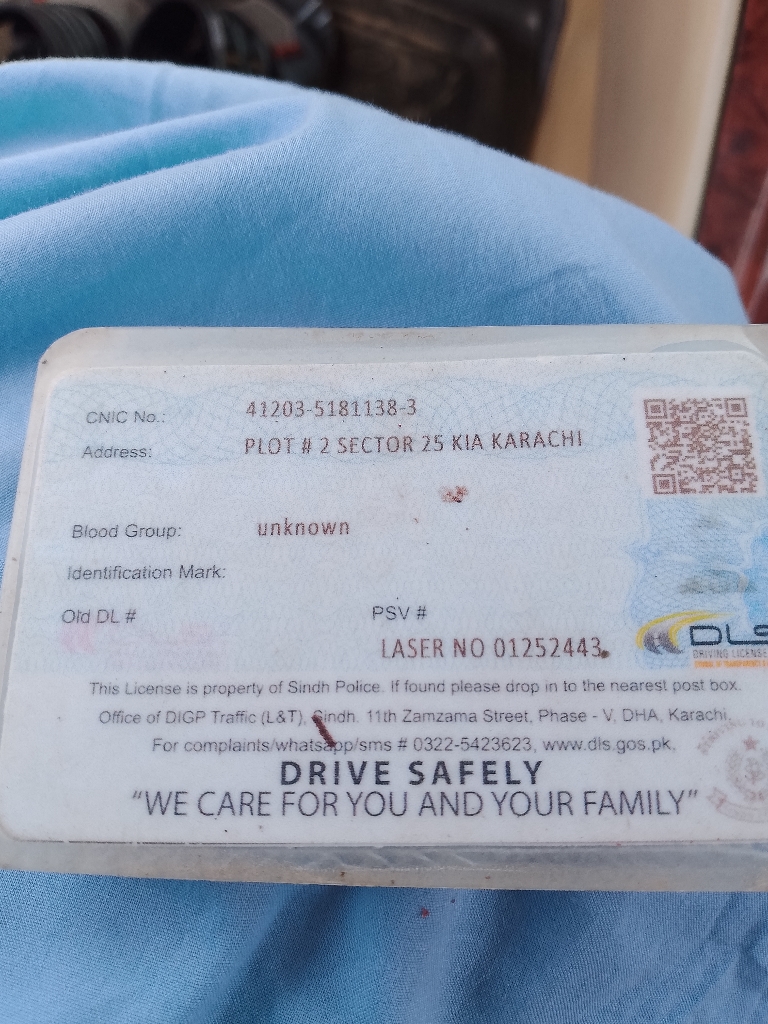 CNIC No.: 41203-5181138-3
Address: PLOT # 2 SECTOR 25 KIA KARACHI
Blood Group: unknown
Identification Mark:
Old DL # PSV #
LASER NO 01252443
DLS
DRIVING LICENSE
This License is property of Sindh Police. If found please drop in to the nearest post box.
Office of DIGP Traffic (L&T), Sindh. 11th Zamzama Street, Phase - V, DHA, Karachi.
For complaints/whatsapp/sms # 0322-5423623, www.dls.gos.pk,
DRIVE SAFELY
“WE CARE FOR YOU AND YOUR FAMILY”